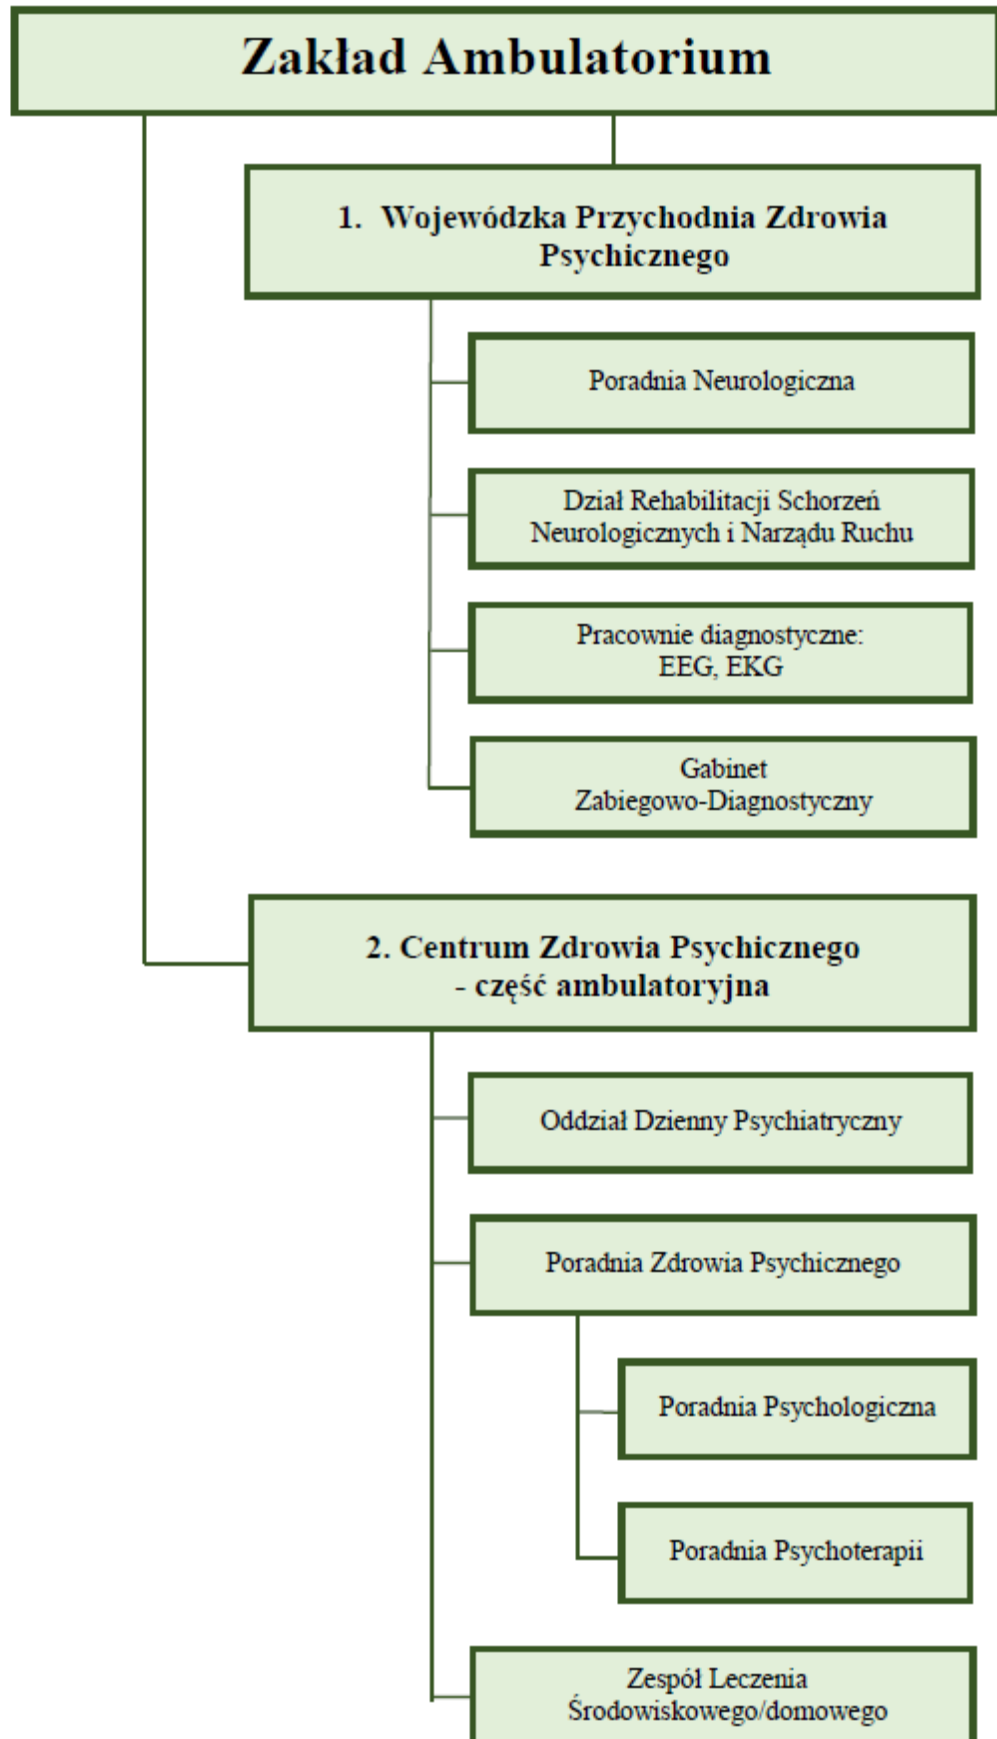 Zakład Ambulatorium
1. Wojewódzka Przychodnia Zdrowia
Psychicznego
Poradnia Neurologiczna
Dział Rehabilitacji Schorzeń
Neurologicznych i Narządu Ruchu
Pracownie diagnostyczne:
EEG, EKG
Gabinet
Zabiegowo-Diagnostyczny
2. Centrum Zdrowia Psychicznego
- część ambulatoryjna
Oddział Dzienny Psychiatryczny
Poradnia Zdrowia Psychicznego
Poradnia Psychologiczna
Poradnia Psychoterapii
Zespół Leczenia
Środowiskowego/domowego